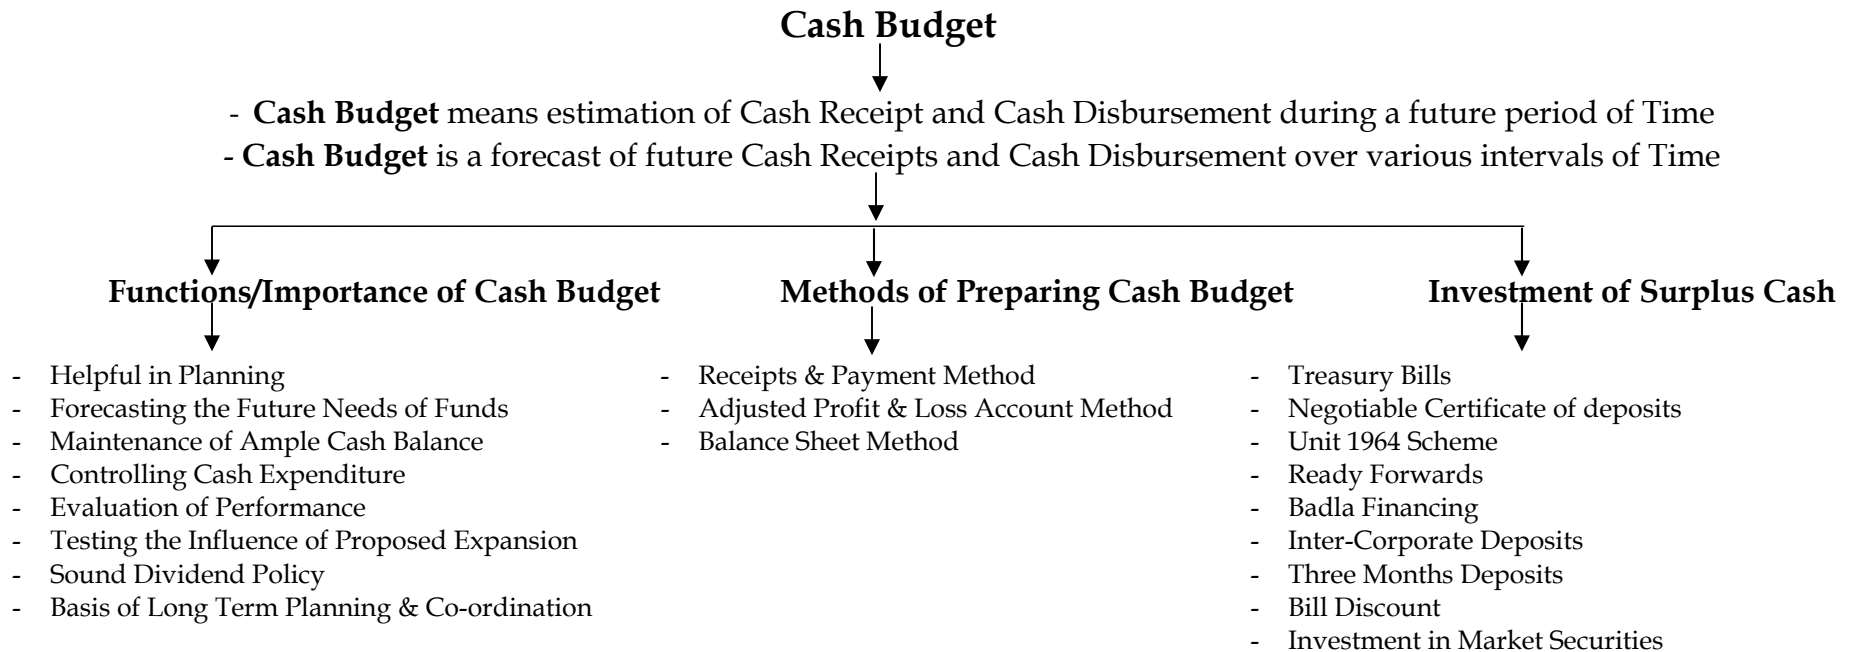 Cash Budget
- Cash Budget means estimation of Cash Receipt and Cash Disbursement during a future period of Time
- Cash Budget is a forecast of future Cash Receipts and Cash Disbursement over various intervals of Time
Functions/Importance of Cash Budget
- Helpful in Planning
- Forecasting the Future Needs of Funds
- Maintenance of Ample Cash Balance
- Controlling Cash Expenditure
- Evaluation of Performance
- Testing the Influence of Proposed Expansion
- Sound Dividend Policy
- Basis of Long Term Planning & Co-ordination
Methods of Preparing Cash Budget
- Receipts & Payment Method
- Adjusted Profit & Loss Account Method
- Balance Sheet Method
Investment of Surplus Cash
- Treasury Bills
- Negotiable Certificate of deposits
- Unit 1964 Scheme
- Ready Forwards
- Badla Financing
- Inter-Corporate Deposits
- Three Months Deposits
- Bill Discount
- Investment in Market Securities